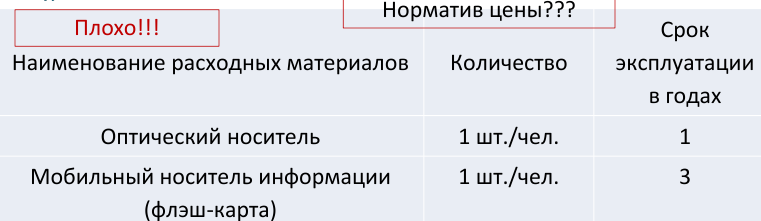 Норматив цены???
Плохо!!!
Наименование расходных материалов
Количество
Срок
эксплуатации
в годах
Оптический носитель
1 шт./чел.
1
Мобильный носитель информации
(флэш-карта)
1 шт./чел.
3